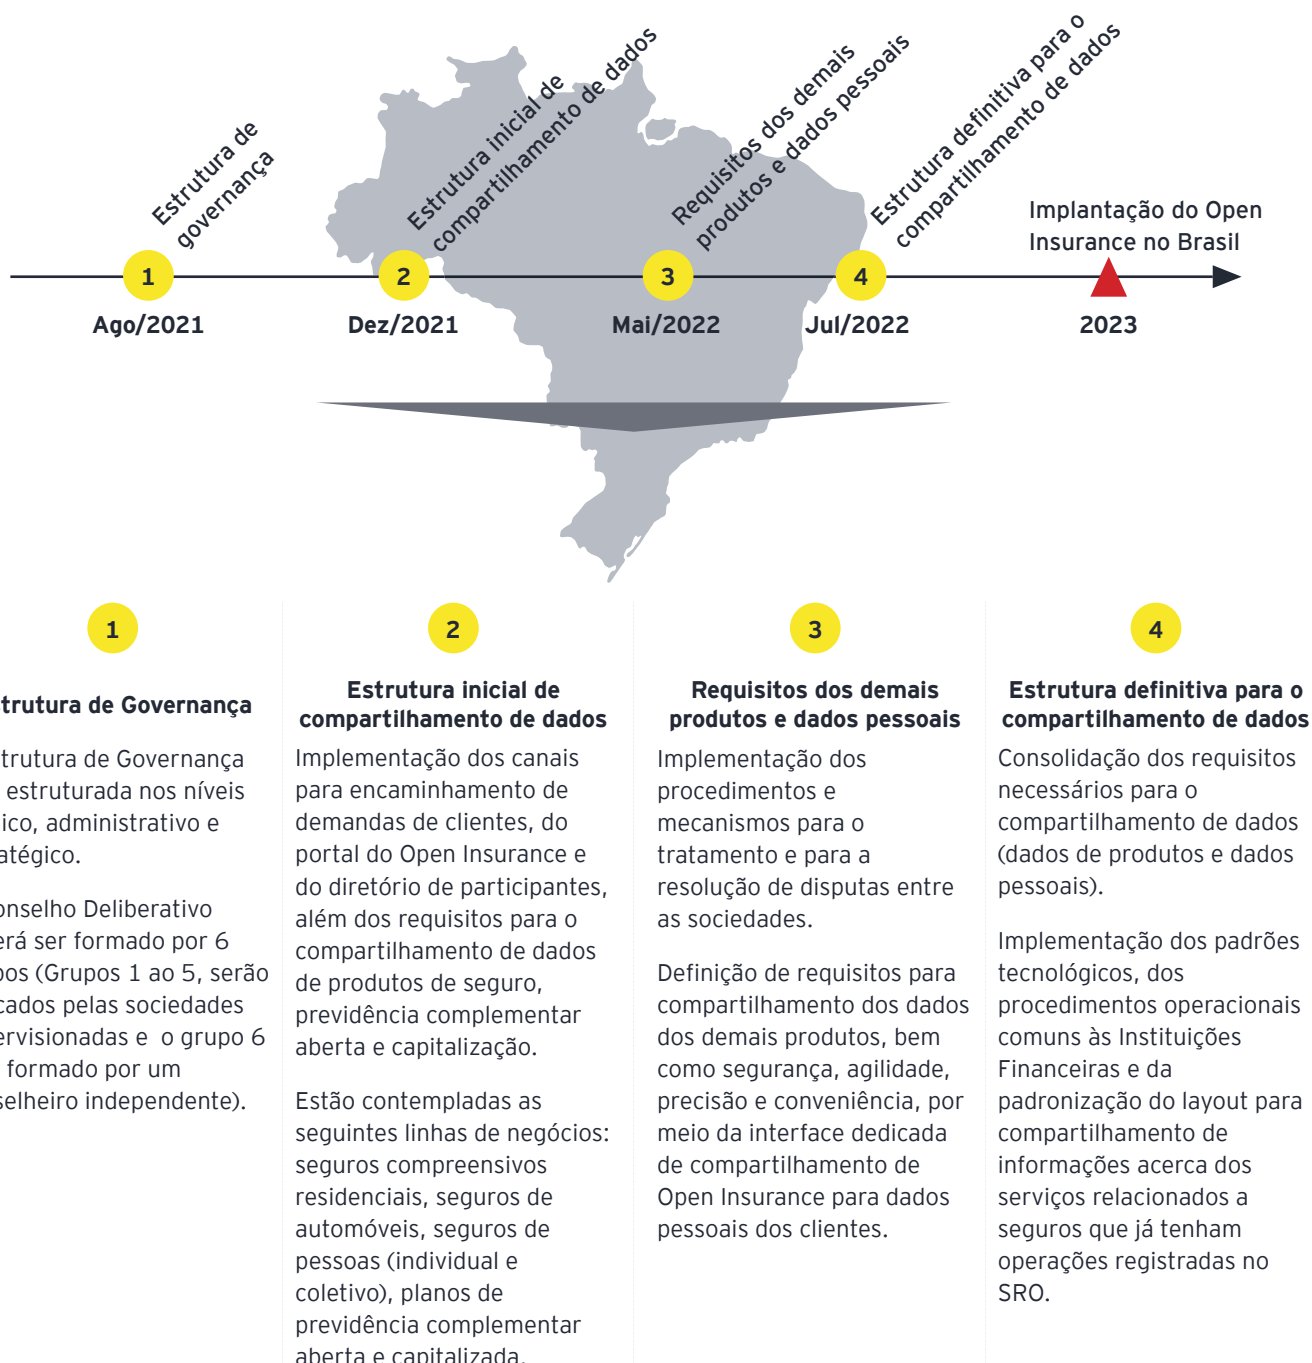 Estrutura de
governança
Estrutura inicial de
compartilhamento de dados
Requisitos dos demais
produtos e dados pessoais
Estrutura definitiva para o
compartilhamento de dados
Implantação do Open
Insurance no Brasil
1
2
3
4
Ago/2021
Dez/2021
Mai/2022
Jul/2022
2023
1
strutura de Governança
trutura de Governança
estruturada nos níveis
ico, administrativo e
atégico.
onselho Deliberativo
erá ser formado por 6
pos (Grupos 1 ao 5, serão
cados pelas sociedades
ervisionadas e o grupo 6
formado por um
selheiro independente).
2
Estrutura inicial de
compartilhamento de dados
Implementação dos canais
para encaminhamento de
demandas de clientes, do
portal do Open Insurance e
do diretório de participantes,
além dos requisitos para o
compartilhamento de dados
de produtos de seguro,
previdência complementar
aberta e capitalização.
Estão contempladas as
seguintes linhas de negócios:
seguros compreensivos
residenciais, seguros de
automóveis, seguros de
pessoas (individual e
coletivo), planos de
previdência complementar
aberta e capitalizada.
3
Requisitos dos demais
produtos e dados pessoais
Implementação dos
procedimentos e
mecanismos para o
tratamento e para a
resolução de disputas entre
as sociedades.
Definição de requisitos para
compartilhamento dos dados
dos demais produtos, bem
como segurança, agilidade,
precisão e conveniência, por
meio da interface dedicada
de compartilhamento de
Open Insurance para dados
pessoais dos clientes.
4
Estrutura definitiva para o
compartilhamento de dados
Consolidação dos requisitos
necessários para o
compartilhamento de dados
(dados de produtos e dados
pessoais).
Implementação dos padrões
tecnológicos, dos
procedimentos operacionais
comuns às Instituições
Financeiras e da
padronização do layout para
compartilhamento de
informações acerca dos
serviços relacionados a
seguros que já tenham
operações registradas no
SRO.